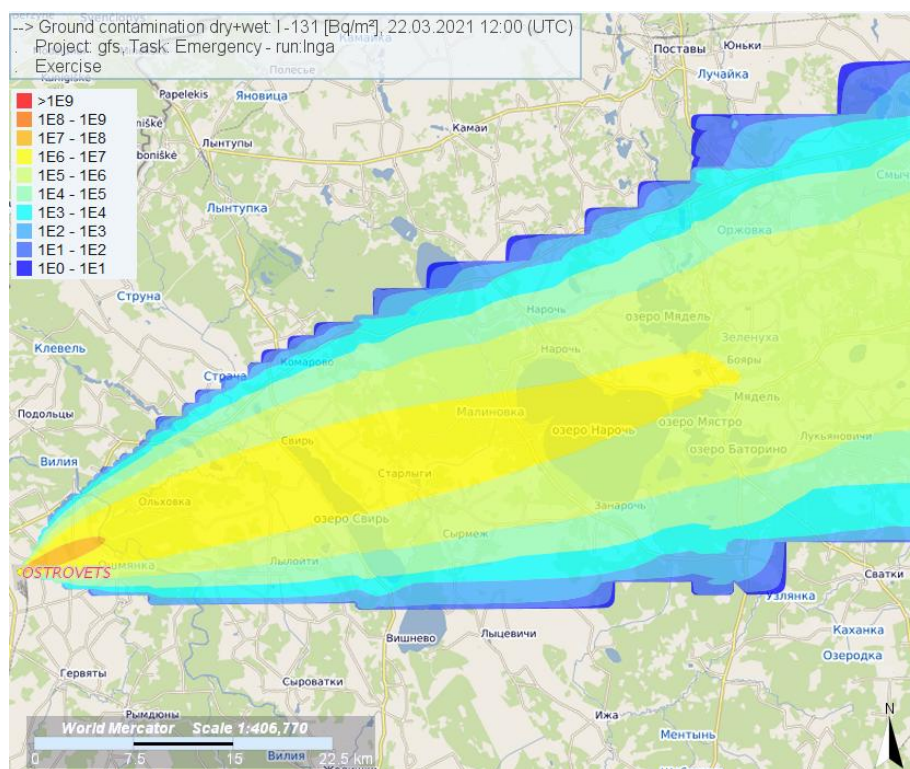 --> Ground contamination dry+wet: I-131 [Bq/m²], 22.03.2021 12:00 (UTC)
. Project: gfs, Task: Emergency - run:Inga
. Exercise
Поставы
Юньки
Лучайка
Полесье
Камайка
Papelekis
Яновица
Камаи
Лынтупы
>1E9
1E8 - 1E9
1E7 - 1E8
1E6 - 1E7
1E5 - 1E6
1E4 - 1E5
1E3 - 1E4
1E2 - 1E3
1E1 - 1E2
1E0 - 1E1
Лынтупка
Оржовка
Струна
Нарочь
озеро Мядель
Зеленуха
Клевель
Комарово
Нарочь
Бояры
Страча
Мядель
Подольцы
Малиновка
озеро Мястро
Свирь
озеро Нарочь
Лукьяновичи
озеро Баторино
Вилия
Старлыги
Ольховка
озеро Свирь
Занарочь
Сырмеж
Ошмянка
OSTROVETS
Лылойти
Сватки
Узлянка
Вишнево
Лыцевичи
Каханка
Озеродка
Гервяты
Сыроватки
Рымдюны
Ижа
Ментынь
N
World Mercator Scale 1:406,770
Вилия
0 7.5 15 22.5 km